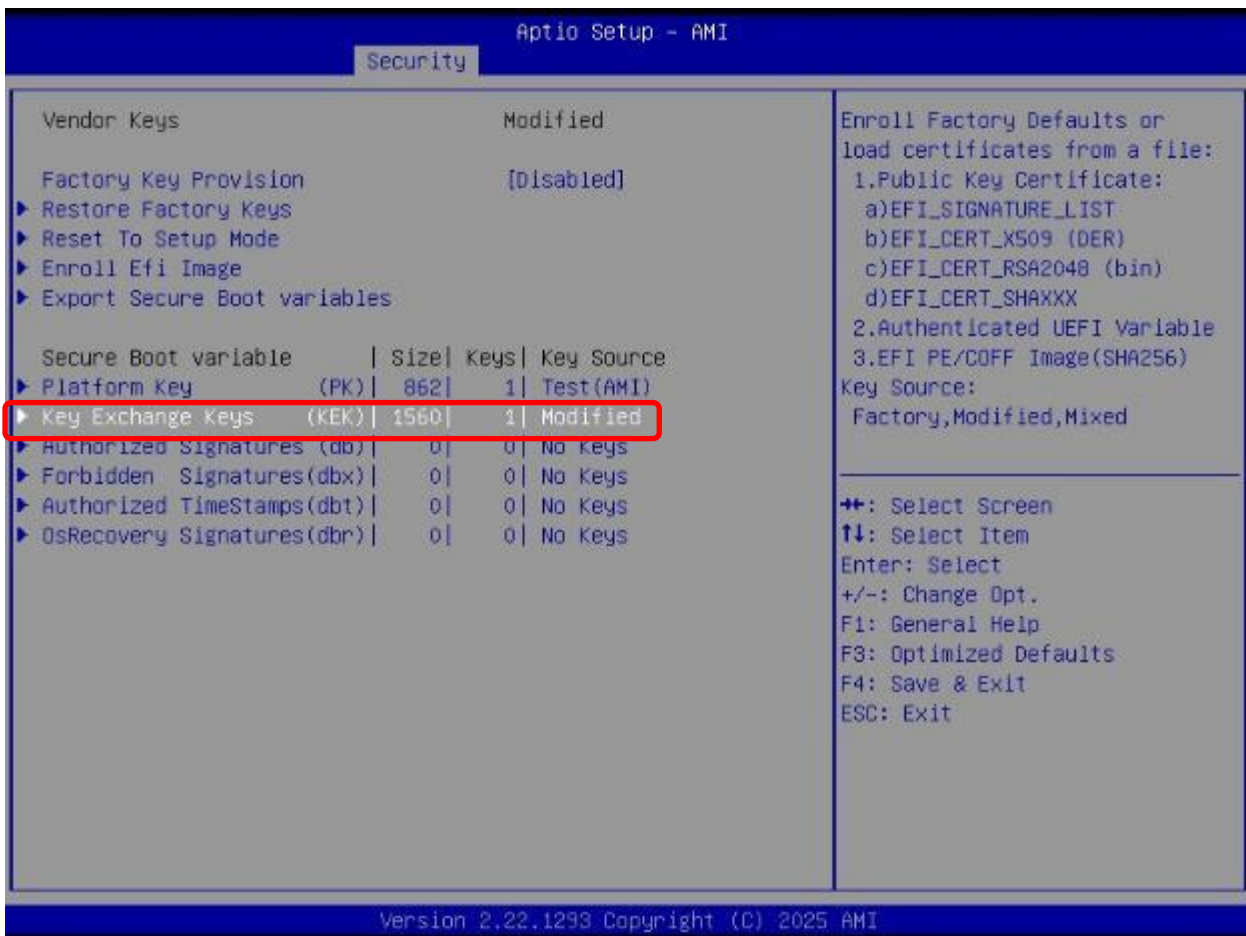 Aptio Setup - AMI
Security
Vendor Keys Modified
Factory Key Provision [Disabled]
Restore Factory Keys
Reset To Setup Mode
Enroll Efi Image
Export Secure Boot variables
Secure Boot variable | Size| Keys| Key Source
Platform Key (PK)| 862| 1| Test(AMI)
Key Exchange Keys (KEK)| 1560| 1| Modified
Authorized Signatures (db)| 0| 0| No Keys
Forbidden Signatures(dbx)| 0| 0| No Keys
Authorized TimeStamps(dbt)| 0| 0| No Keys
OsRecovery Signatures(dbr)| 0| 0| No Keys
Enroll Factory Defaults or
load certificates from a file:
1.Public Key Certificate:
a)EFI_SIGNATURE_LIST
b)EFI_CERT_X509 (DER)
c)EFI_CERT_RSA2048 (bin)
d)EFI_CERT_SHAXXX
2.Authenticated UEFI Variable
3.EFI PE/COFF Image(SHA256)
Key Source:
Factory,Modified,Mixed
→←: Select Screen
↑↓: Select Item
Enter: Select
+/-: Change Opt.
F1: General Help
F3: Optimized Defaults
F4: Save & Exit
ESC: Exit
Version 2.22.1293 Copyright (C) 2025 AMI